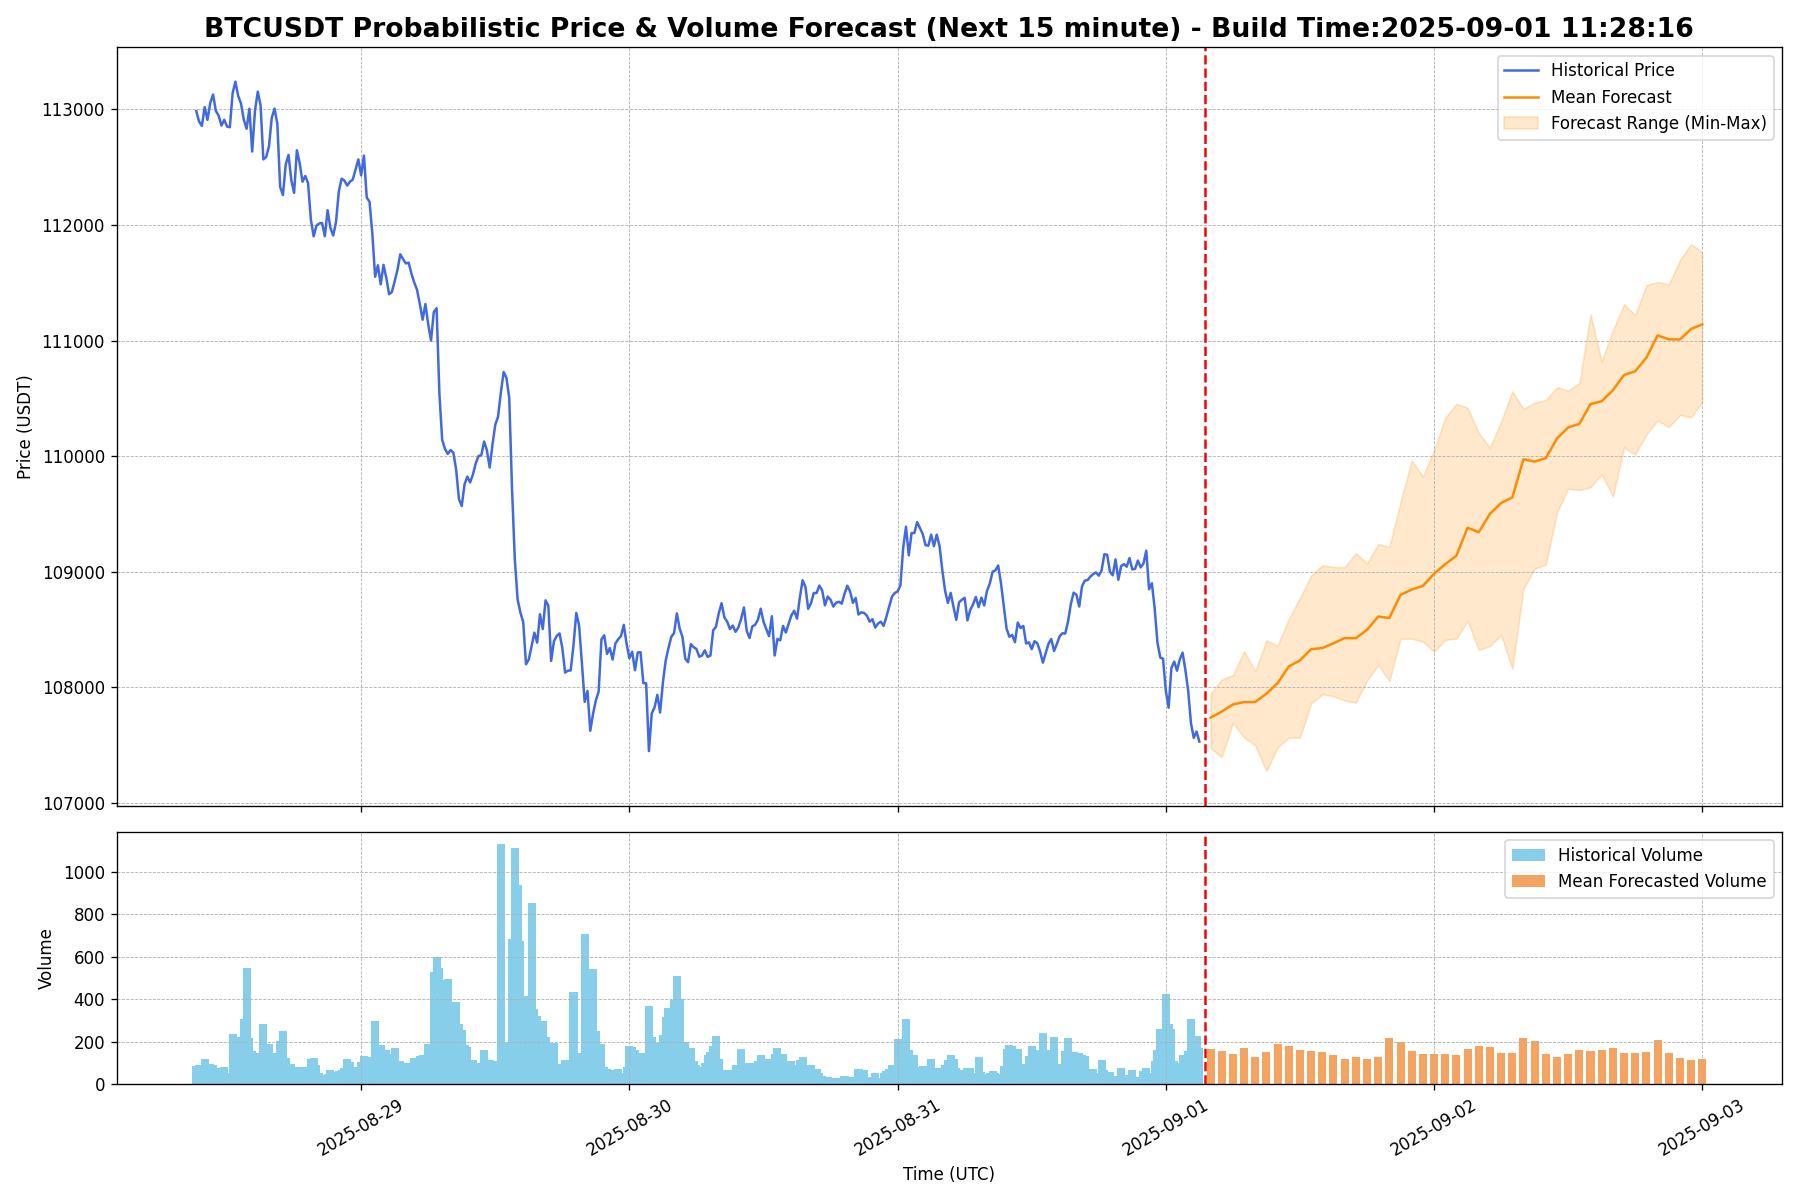 BTCUSDT Probabilistic Price & Volume Forecast (Next 15 minute) - Build Time:2025-09-01 11:28:16
Historical Price
Mean Forecast
Forecast Range (Min-Max)
113000
112000
111000
110000
109000
108000
107000
Price (USDT)
Historical Volume
Mean Forecasted Volume
1000
800
600
400
200
0
Volume
2025-08-29
2025-08-30
2025-08-31
2025-09-01
2025-09-02
2025-09-03
Time (UTC)